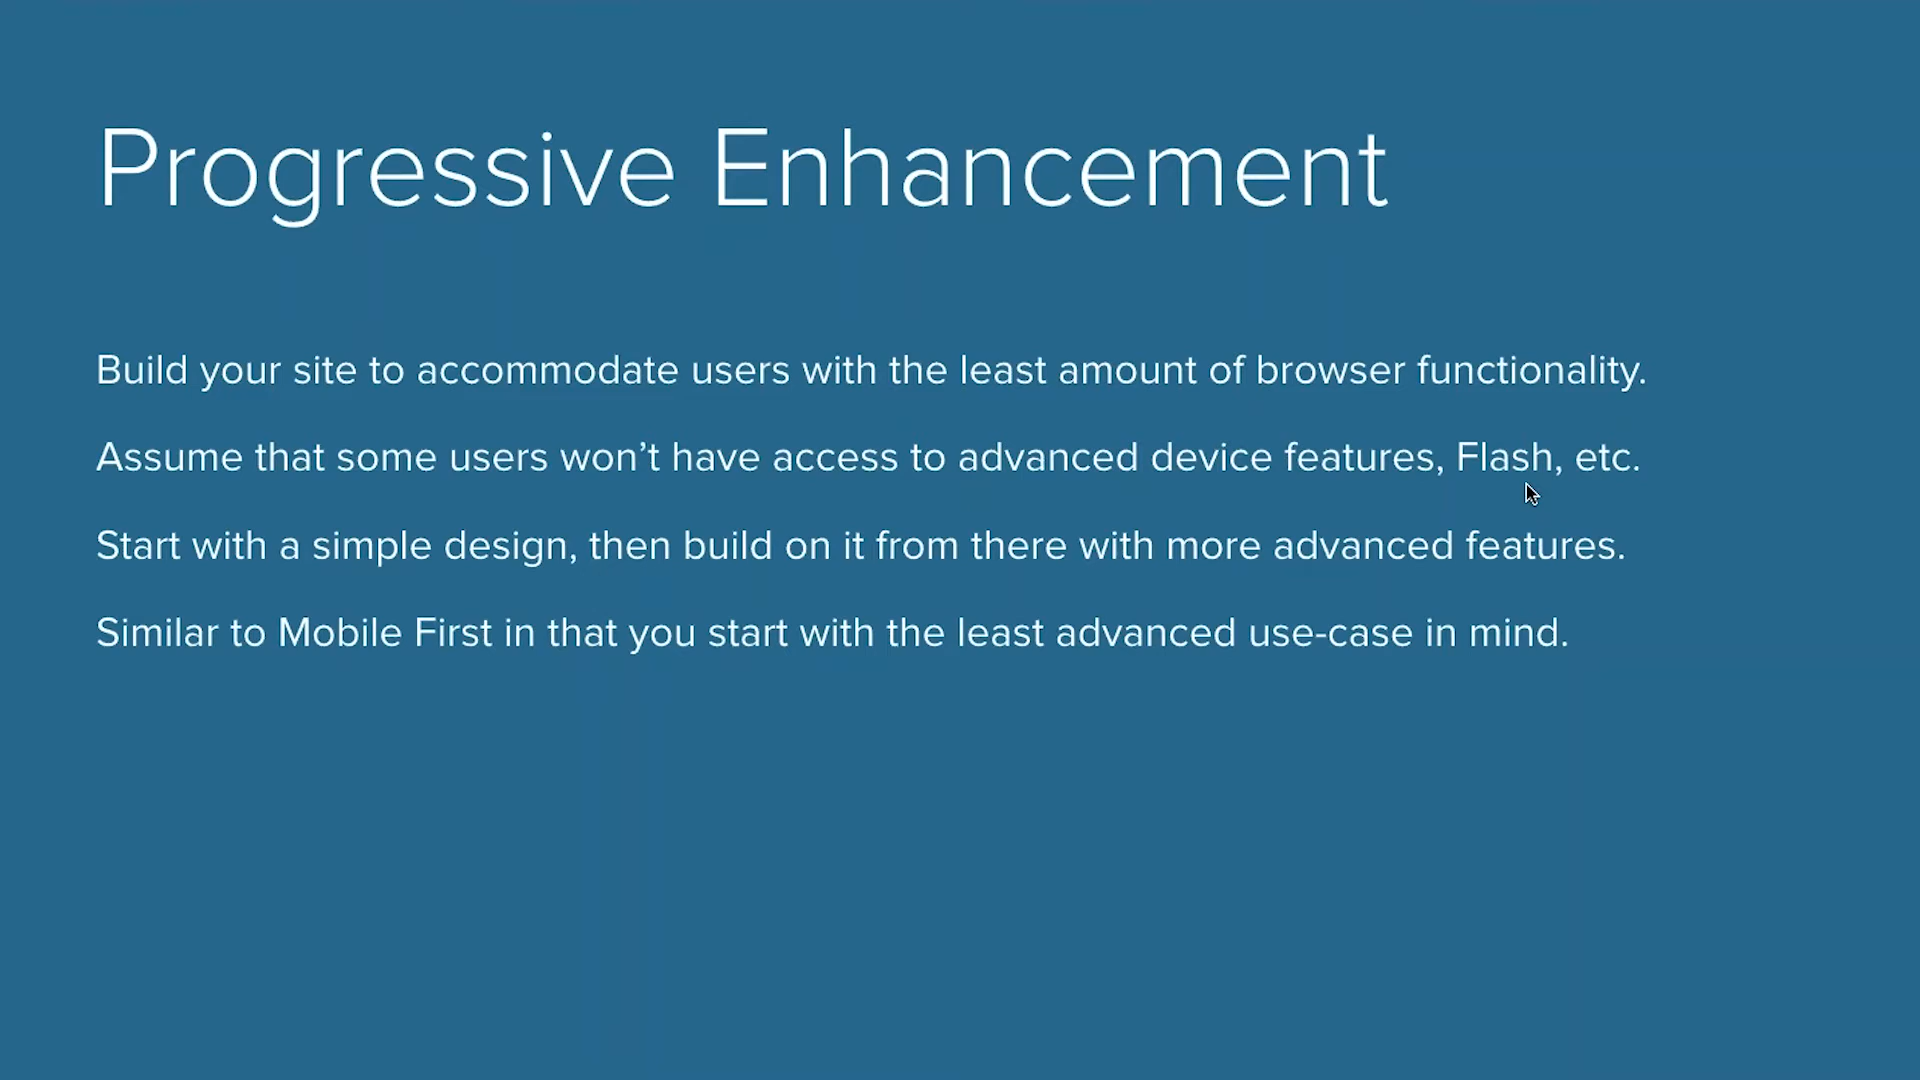 Progressive Enhancement
Build your site to accommodate users with the least amount of browser functionality.
Assume that some users won’t have access to advanced device features, Flash, etc.
Start with a simple design, then build on it from there with more advanced features.
Similar to Mobile First in that you start with the least advanced use-case in mind.